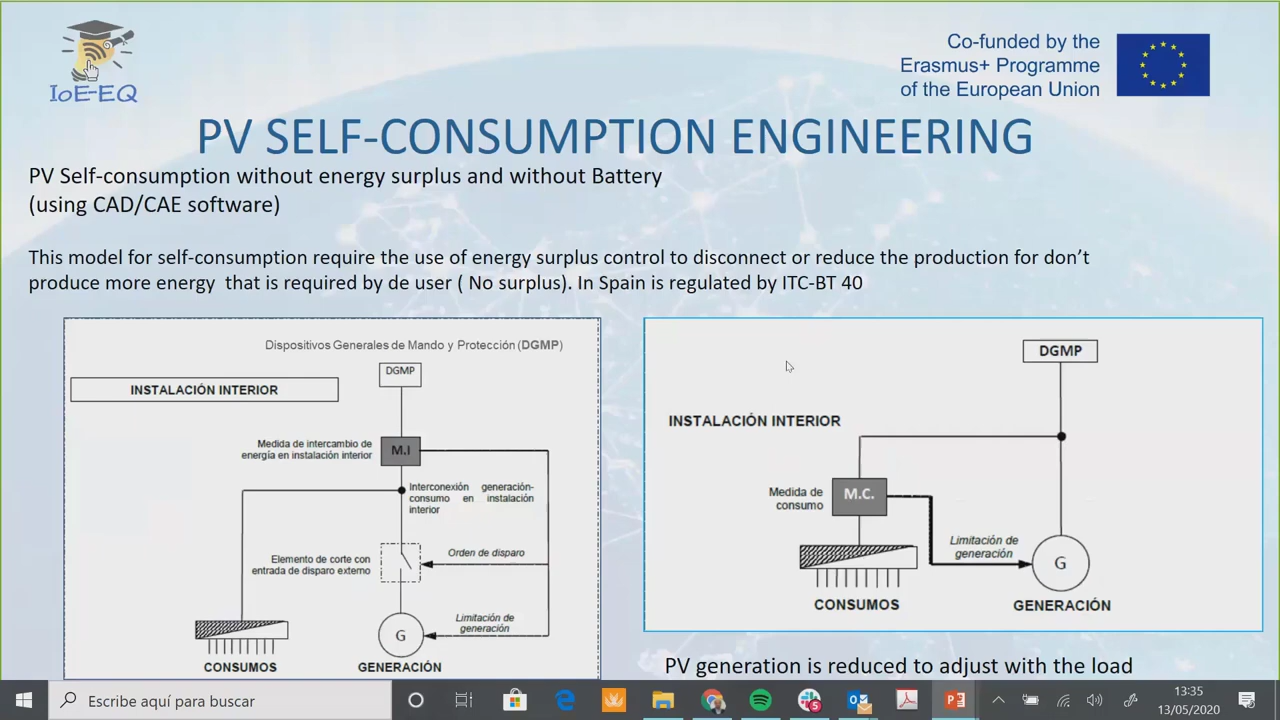 IoE-EQ
Co-funded by the
Erasmus+ Programme
of the European Union
PV SELF-CONSUMPTION ENGINEERING
PV Self-consumption without energy surplus and without Battery
(using CAD/CAE software)
This model for self-consumption require the use of energy surplus control to disconnect or reduce the production for don't
produce more energy that is required by de user ( No surplus). In Spain is regulated by ITC-BT 40
Dispositivos Generales de Mando y Protección (DGMP)
DGMP
INSTALACIÓN INTERIOR
Medida de intercambio de
energía en instalación interior
M.I
Interconexión generación-
consumo en instalación
interior
Elemento de corte con
entrada de disparo externo
Orden de disparo
Limitación de
generación
G
CONSUMOS
GENERACIÓN
DGMP
INSTALACIÓN INTERIOR
Medida de
consumo
M.C.
Limitación de
generación
G
CONSUMOS
GENERACIÓN
PV generation is reduced to adjust with the load
Escribe aquí para buscar
5
13:35
13/05/2020